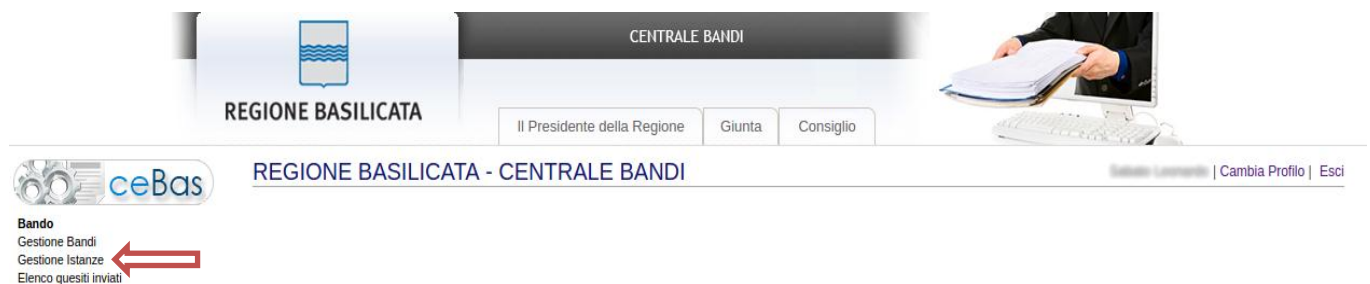 CENTRALE BANDI
REGIONE BASILICATA
Il Presidente della Regione Giunta Consiglio
ceBas
REGIONE BASILICATA - CENTRALE BANDI
| Cambia Profilo | Esci
Bando
Gestione Bandi
Gestione Istanze
Elenco quesiti inviati